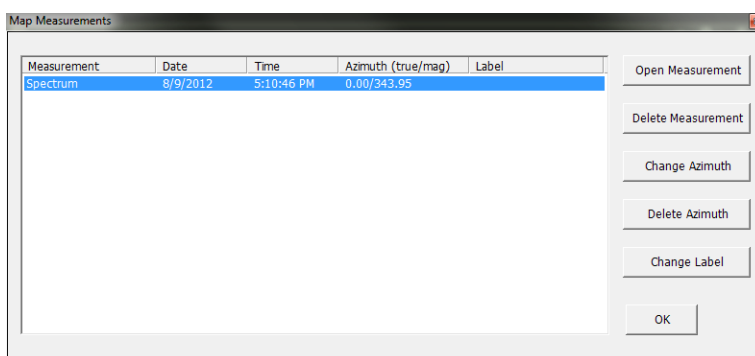 Map Measurements
Measurement Date Time Azimuth (true/mag) Label
Spectrum 8/9/2012 5:10:46 PM 0.00/343.95
Open Measurement
Delete Measurement
Change Azimuth
Delete Azimuth
Change Label
OK